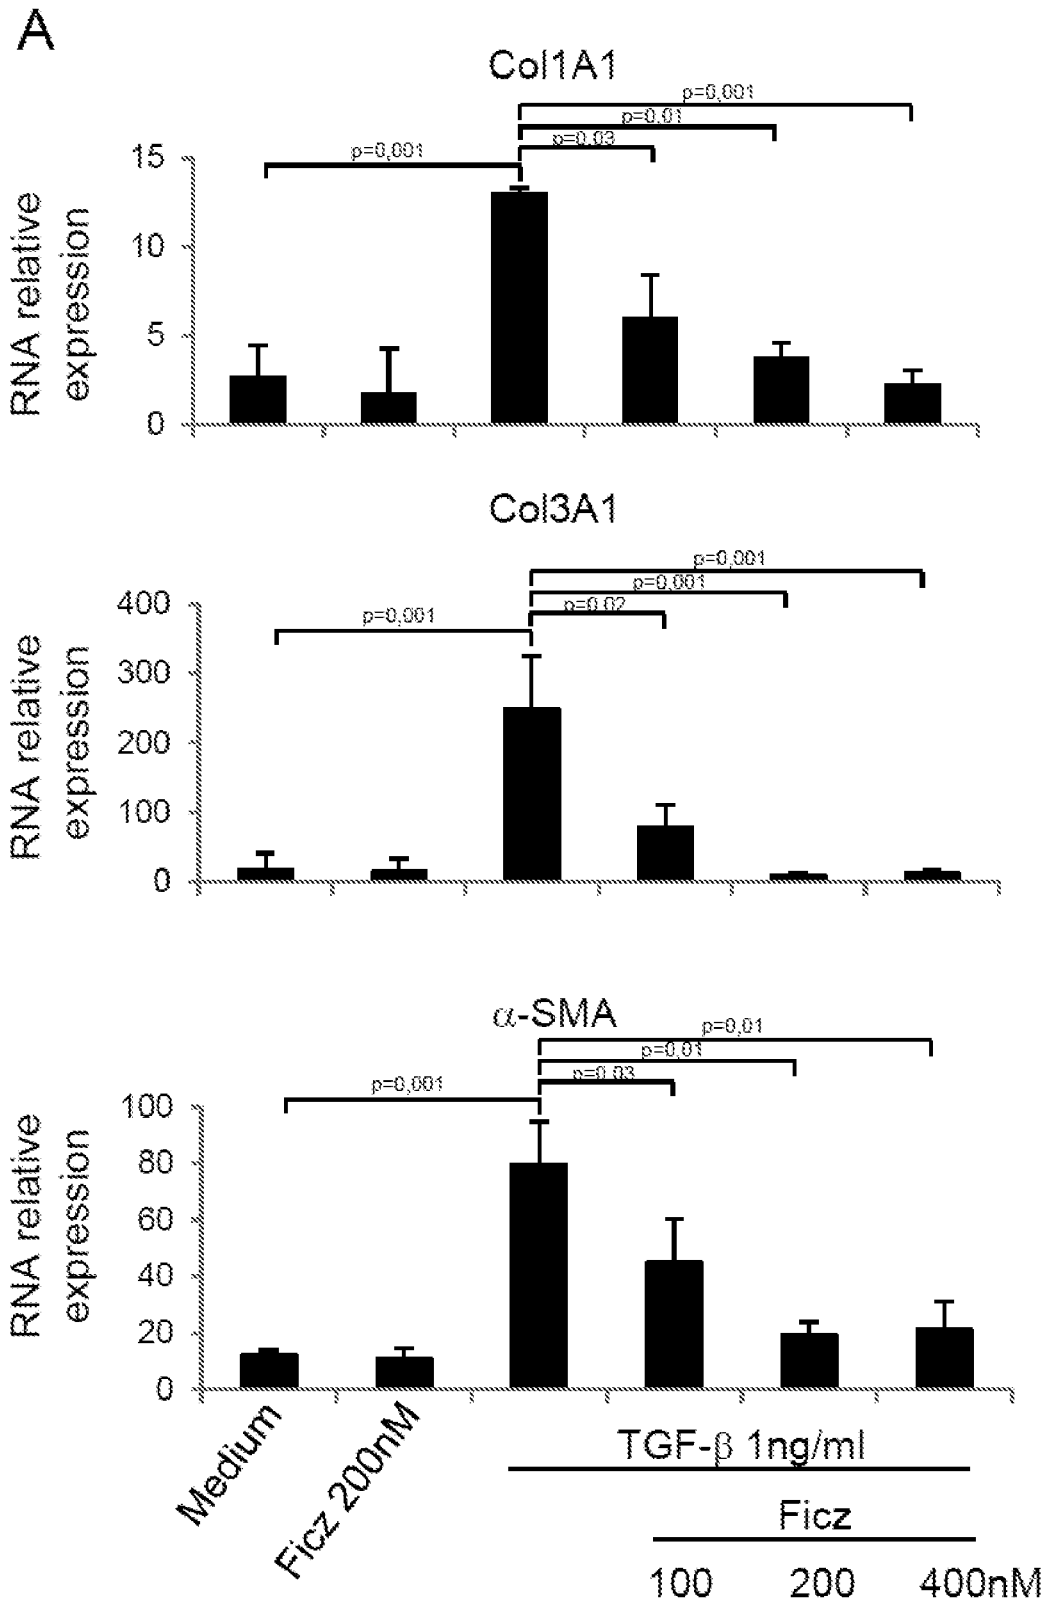 A
Col1A1
p=0,001
p=0,01
p=0,03
p=0,001
RNA relative
expression
15
10
5
0
Col3A1
p=0,001
p=0,001
p=0,02
p=0,001
RNA relative
expression
400
300
200
100
0
α-SMA
p=0,01
p=0,01
p=0,03
p=0,001
RNA relative
expression
100
80
60
40
20
0
Medium
Ficz 200nM
TGF-β 1ng/ml
Ficz
100 200 400nM